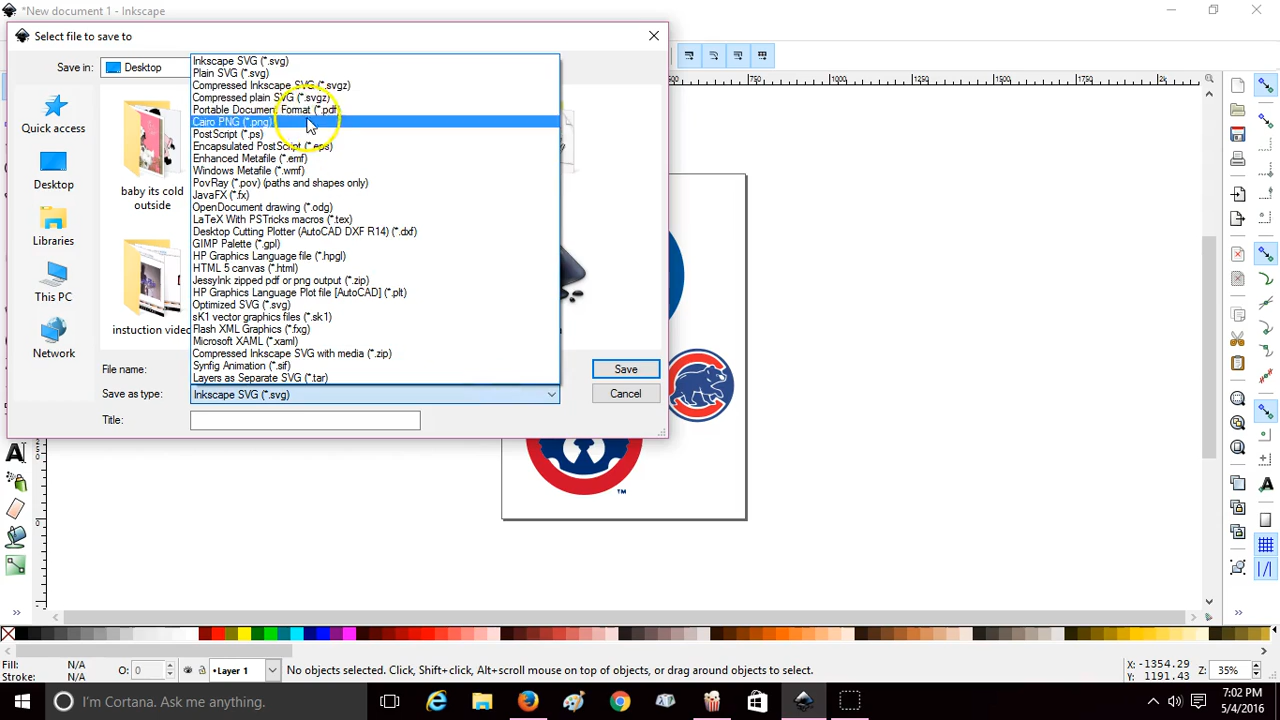 *New document 1 - Inkscape
Select file to save to
Save in:
Desktop
Quick access
Desktop
Libraries
This PC
Network
baby its cold
outside
instuction video
Inkscape SVG (*.svg)
Plain SVG (*.svg)
Compressed Inkscape SVG (*.svgz)
Compressed plain SVG (*.svgz)
Portable Document Format (*.pdf)
Cairo PNG (*.png)
PostScript (*.ps)
Encapsulated PostScript (*.eps)
Enhanced Metafile (*.emf)
Windows Metafile (*.wmf)
PovRay (*.pov) (paths and shapes only)
JavaFX (*.fx)
OpenDocument drawing (*.odg)
LaTeX With PSTricks macros (*.tex)
Desktop Cutting Plotter (AutoCAD DXF R14) (*.dxf)
GIMP Palette (*.gpl)
HP Graphics Language file (*.hpgl)
HTML 5 canvas (*.html)
JessyInk zipped pdf or png output (*.zip)
HP Graphics Language Plot file [AutoCAD] (*.plt)
Optimized SVG (*.svg)
sK1 vector graphics files (*.sk1)
Flash XML Graphics (*.fxg)
Microsoft XAML (*.xaml)
Compressed Inkscape SVG with media (*.zip)
Synfig Animation (*.sif)
Layers as Separate SVG (*.tar)
File name:
Save
Save as type:
Inkscape SVG (*.svg)
Cancel
Title:
1000
1250
1500
1750
TM
Fill:
N/A
Stroke:
N/A
O:
0
•Layer 1
No objects selected. Click, Shift+click, Alt+scroll mouse on top of objects, or drag around objects to select.
X: -1354.29
Y: 1191.43
Z:
35%
I'm Cortana. Ask me anything.
7:02 PM
5/4/2016